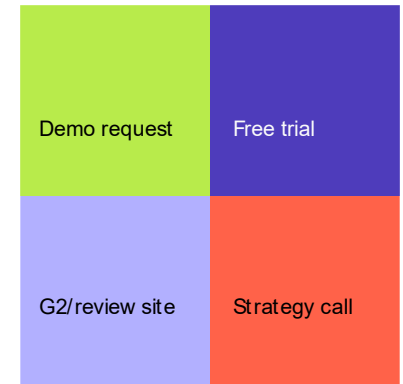 Demo request
Free trial
G2/review site
Strategy call